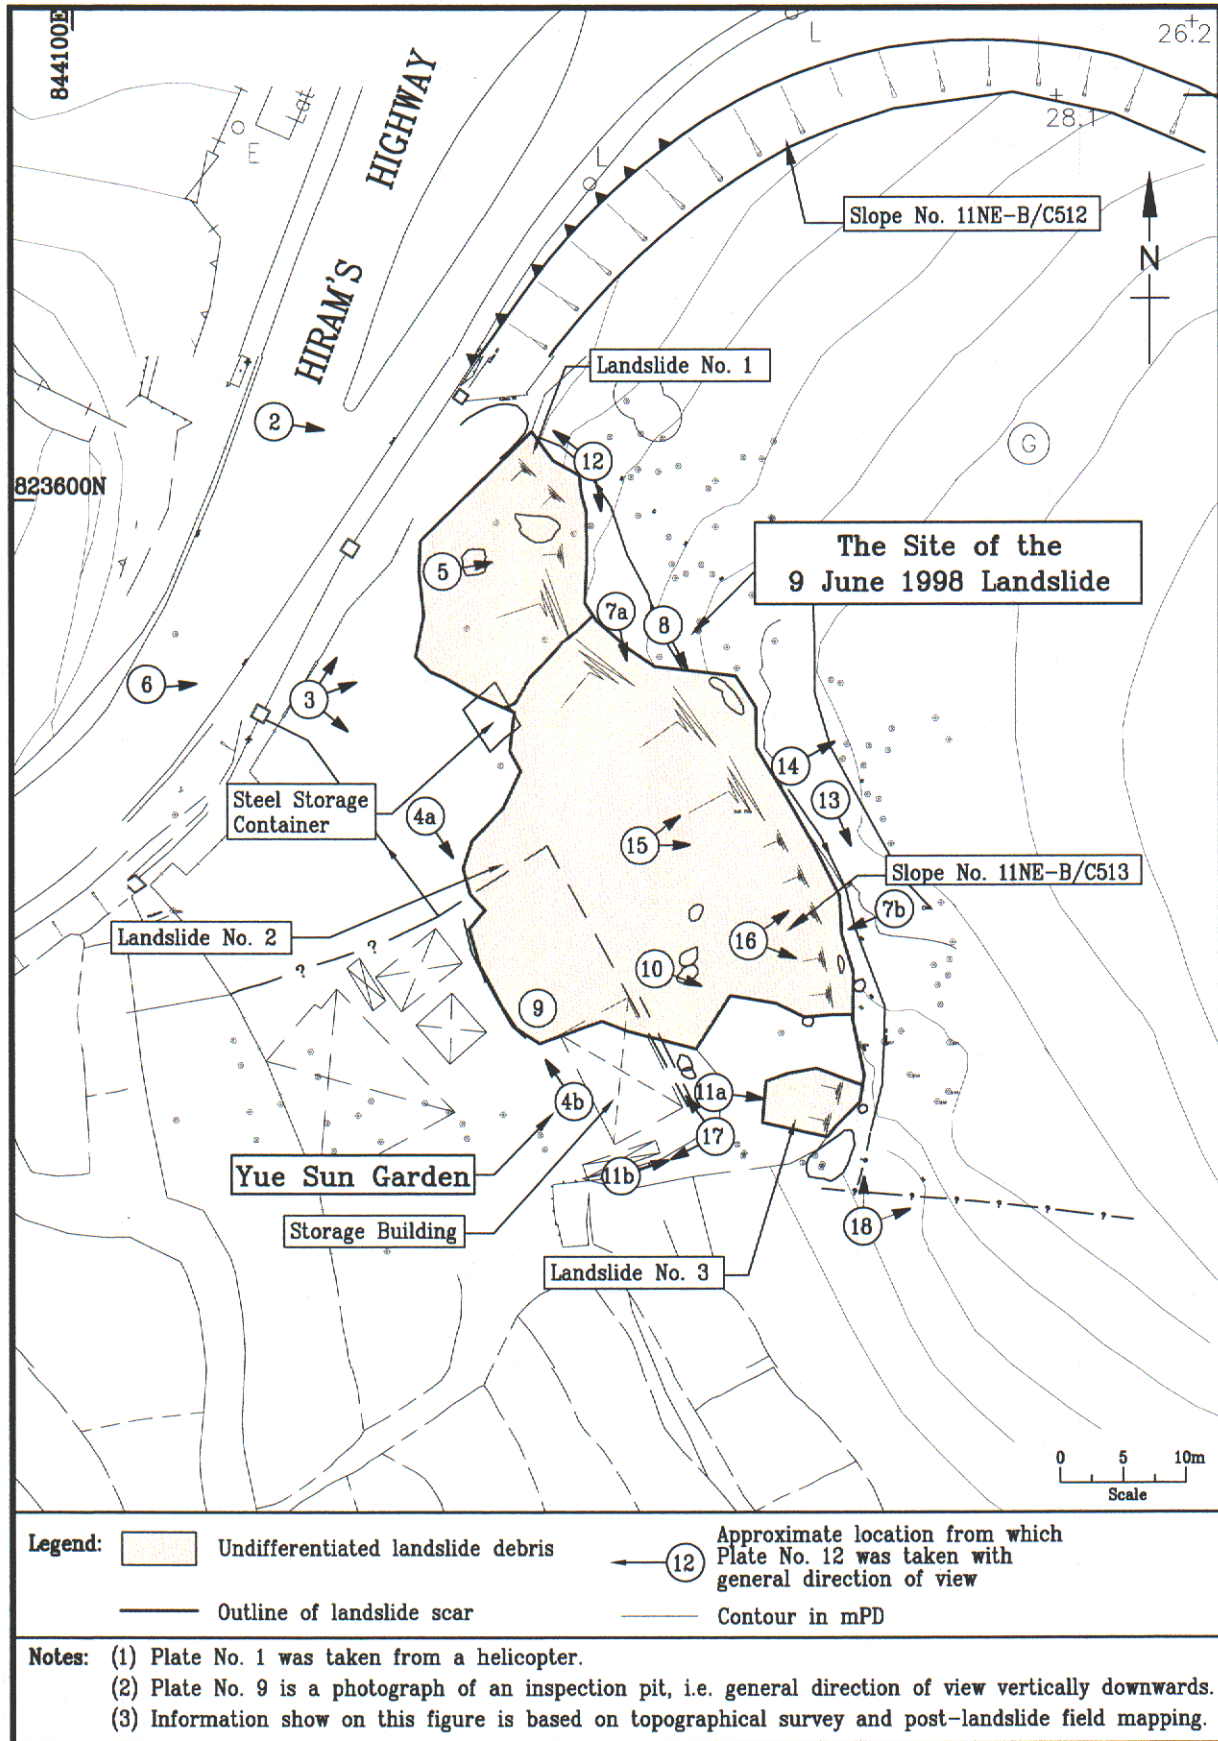 844100E
26.2
L
HIRAM'S HIGHWAY
Lot
E
28.1
L
Slope No. 11NE-B/C512
N
Landslide No. 1
2
12
G
823600N
The Site of the
9 June 1998 Landslide
5
7a
8
6
3
14
13
Steel Storage
Container
4a
15
Slope No. 11NE-B/C513
7b
Landslide No. 2
?
?
16
10
9
4b
11a
17
Yue Sun Garden
11b
Storage Building
18
?
?
?
?
?
Landslide No. 3
0 5 10m
Scale
Legend:
Undifferentiated landslide debris
12
Approximate location from which
Plate No. 12 was taken with
general direction of view
Outline of landslide scar
Contour in mPD
Notes: (1) Plate No. 1 was taken from a helicopter.
(2) Plate No. 9 is a photograph of an inspection pit, i.e. general direction of view vertically downwards.
(3) Information show on this figure is based on topographical survey and post-landslide field mapping.